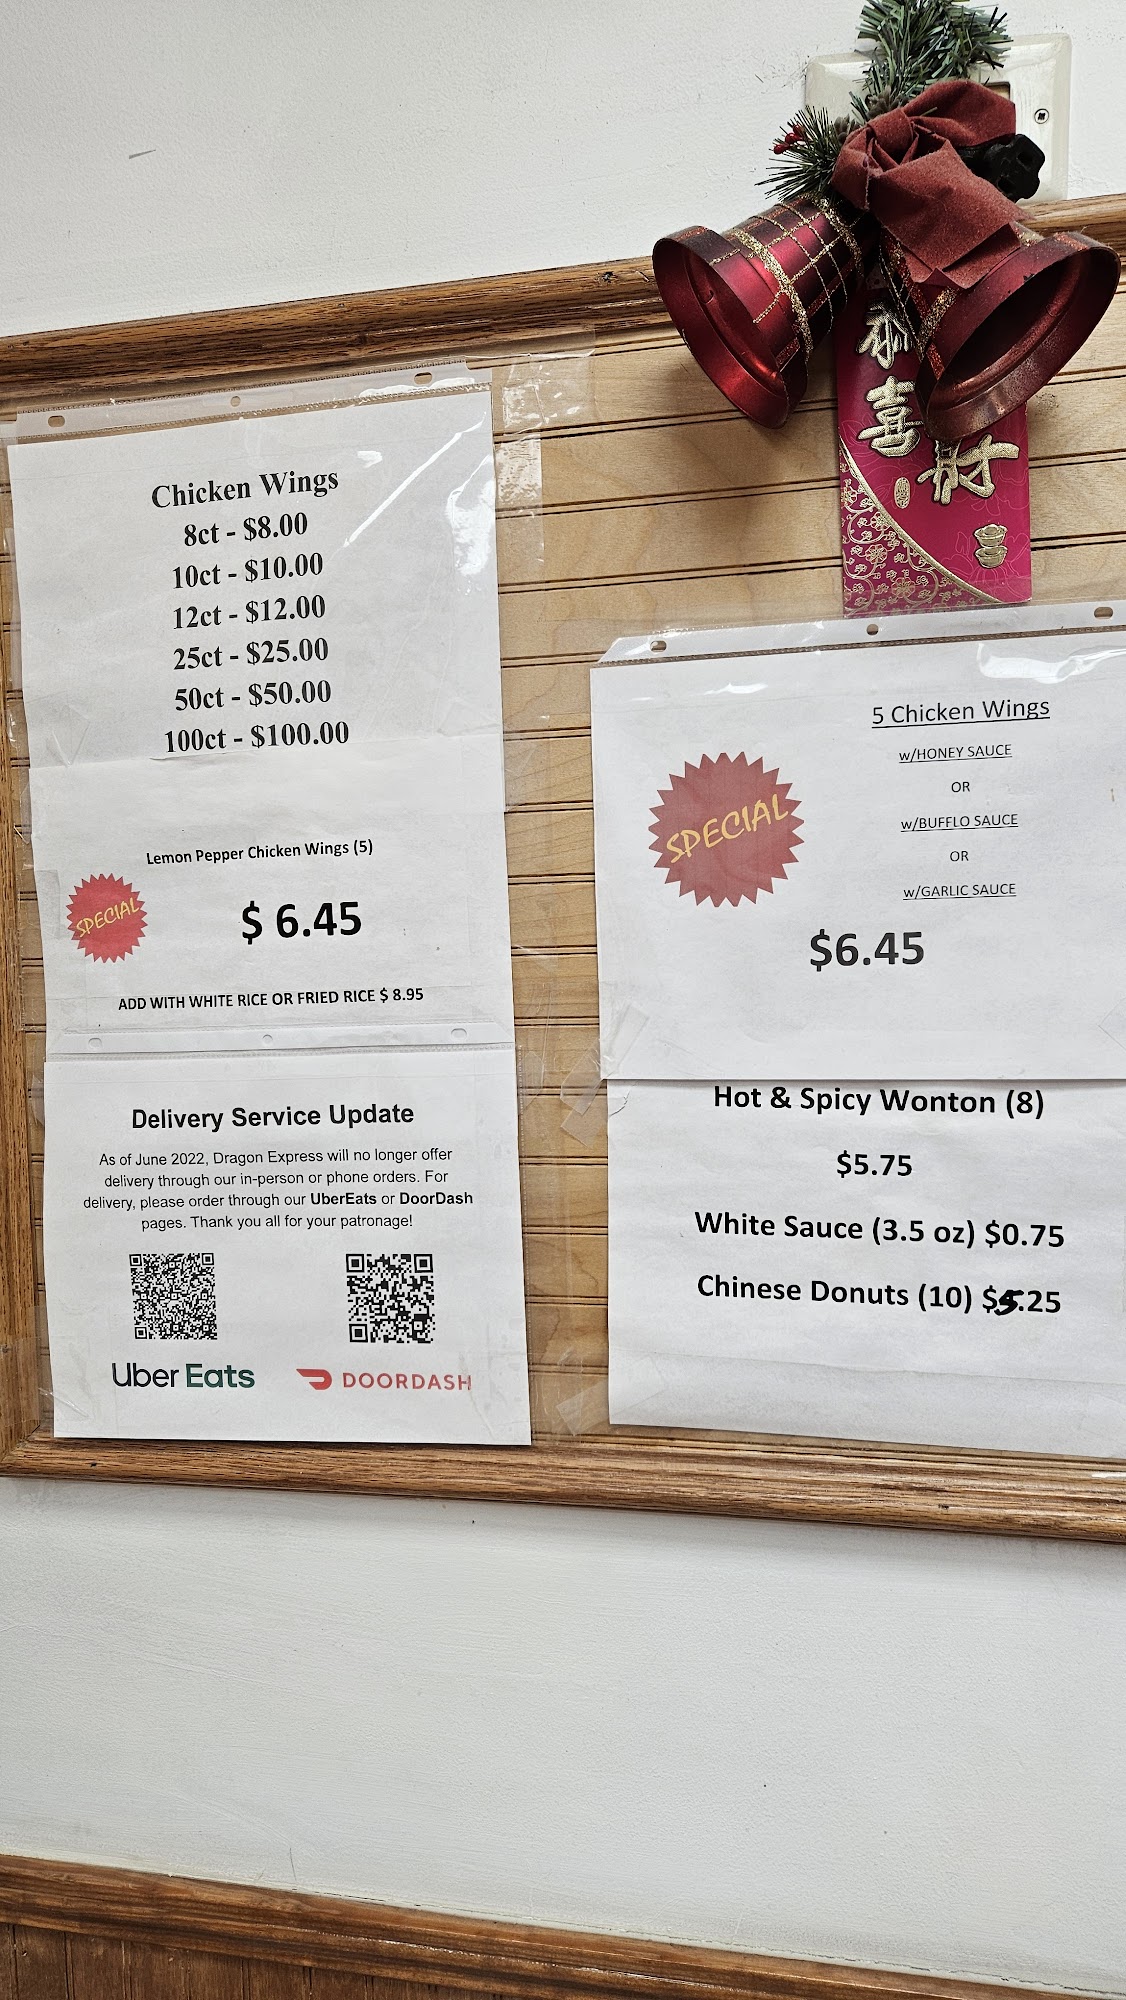 恭
喜
財
Chicken Wings
8ct - $8.00
10ct - $10.00
12ct - $12.00
25ct - $25.00
50ct - $50.00
100ct - $100.00
Lemon Pepper Chicken Wings (5)
SPECIAL
$ 6.45
ADD WITH WHITE RICE OR FRIED RICE $ 8.95
Delivery Service Update
As of June 2022, Dragon Express will no longer offer
delivery through our in-person or phone orders. For
delivery, please order through our UberEats or DoorDash
pages. Thank you all for your patronage!
Uber Eats
DOORDASH
5 Chicken Wings
w/HONEY SAUCE
OR
w/BUFFLO SAUCE
OR
w/GARLIC SAUCE
SPECIAL
$6.45
Hot & Spicy Wonton (8)
$5.75
White Sauce (3.5 oz) $0.75
Chinese Donuts (10) $5.25